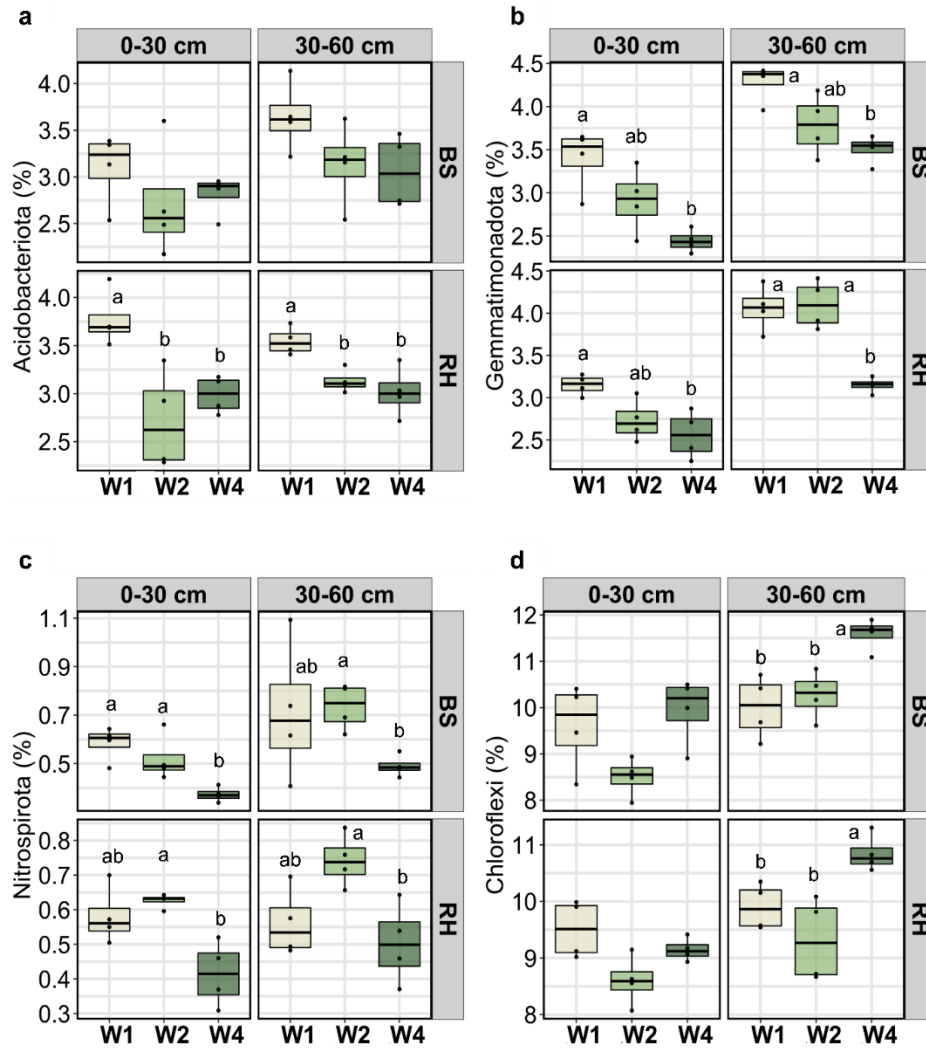 a
0-30 cm
30-60 cm
Acidobacteriota (%)
4.0
3.5
3.0
2.5
BS
4.0
3.5
3.0
2.5
a
b
b
a
b
b
RH
W1
W2
W4
W1
W2
W4
b
0-30 cm
30-60 cm
Gemmatimonadota (%)
4.5
4.0
3.5
3.0
2.5
a
ab
b
a
ab
b
BS
4.5
4.0
3.5
3.0
2.5
a
ab
b
a
a
b
RH
W1
W2
W4
W1
W2
W4
c
0-30 cm
30-60 cm
Nitrospirota (%)
1.1
0.9
0.7
0.5
a
a
b
ab
a
b
BS
0.8
0.7
0.6
0.5
0.4
0.3
ab
a
b
ab
a
b
RH
W1
W2
W4
W1
W2
W4
d
0-30 cm
30-60 cm
Chloroflexi (%)
12
11
10
9
8
b
b
a
BS
11
10
9
8
b
b
a
RH
W1
W2
W4
W1
W2
W4